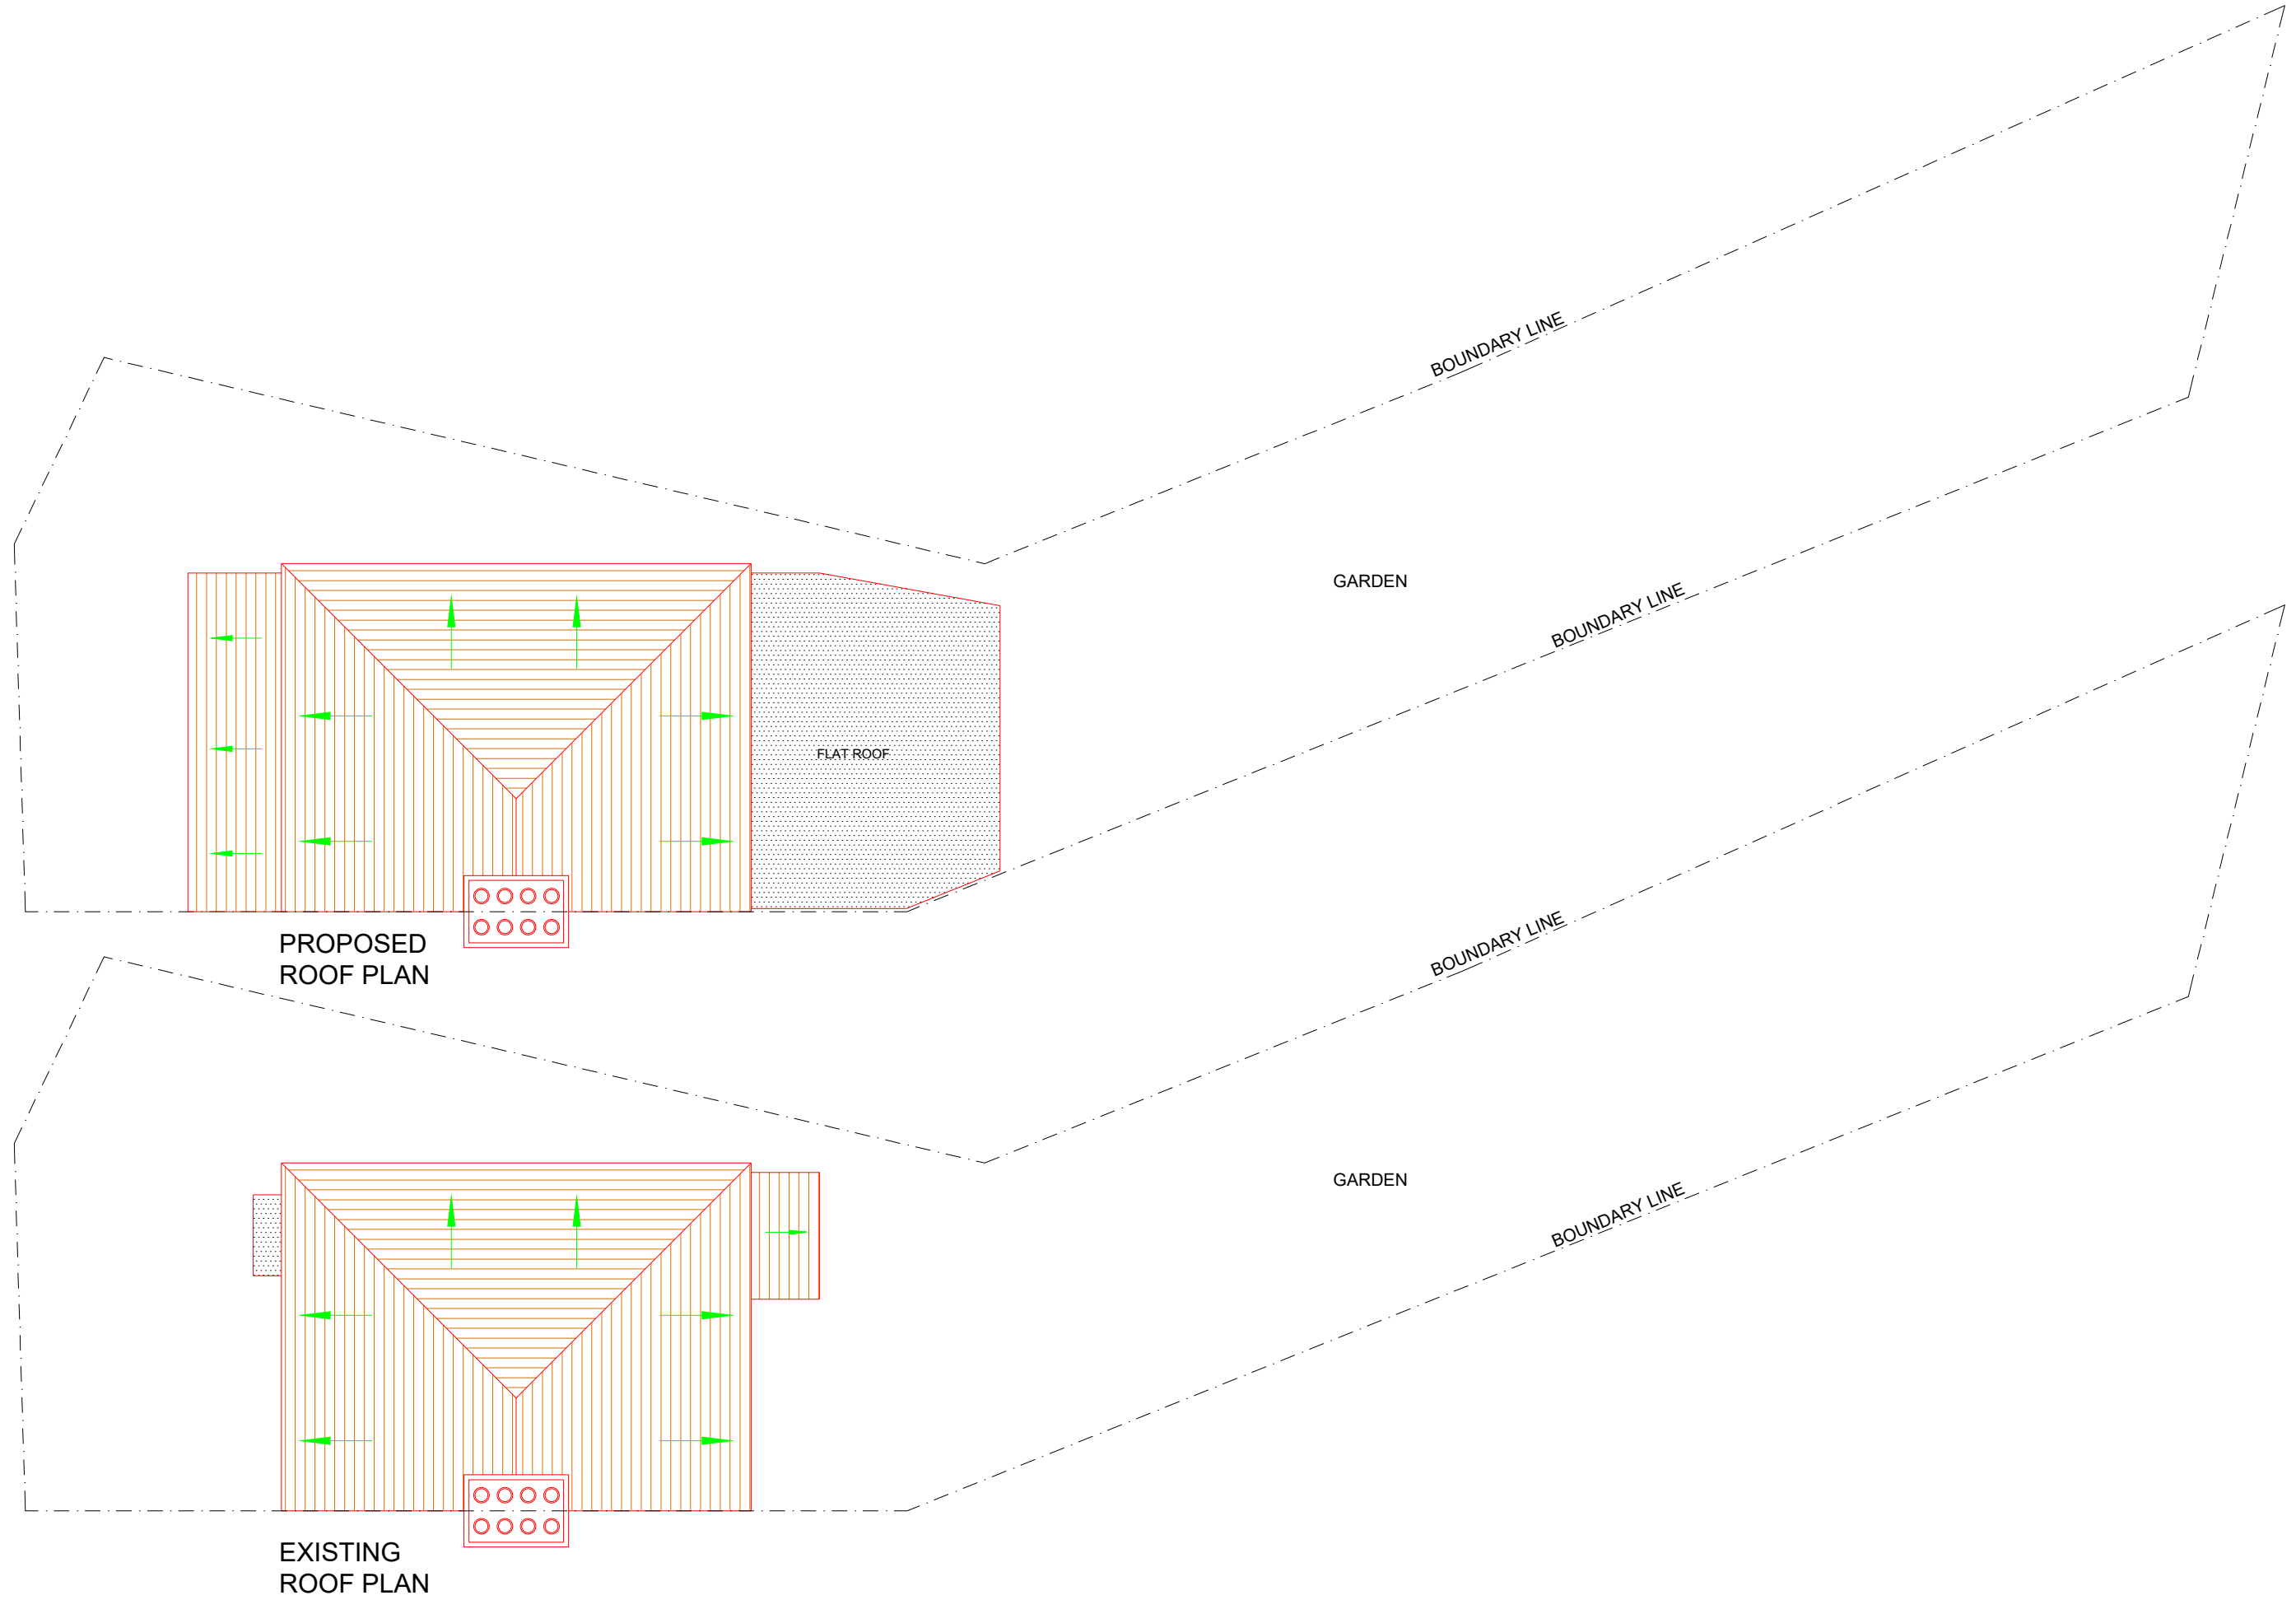 BOUNDARY LINE
GARDEN
BOUNDARY LINE
FLAT ROOF
PROPOSED
ROOF PLAN
BOUNDARY LINE
GARDEN
BOUNDARY LINE
EXISTING
ROOF PLAN